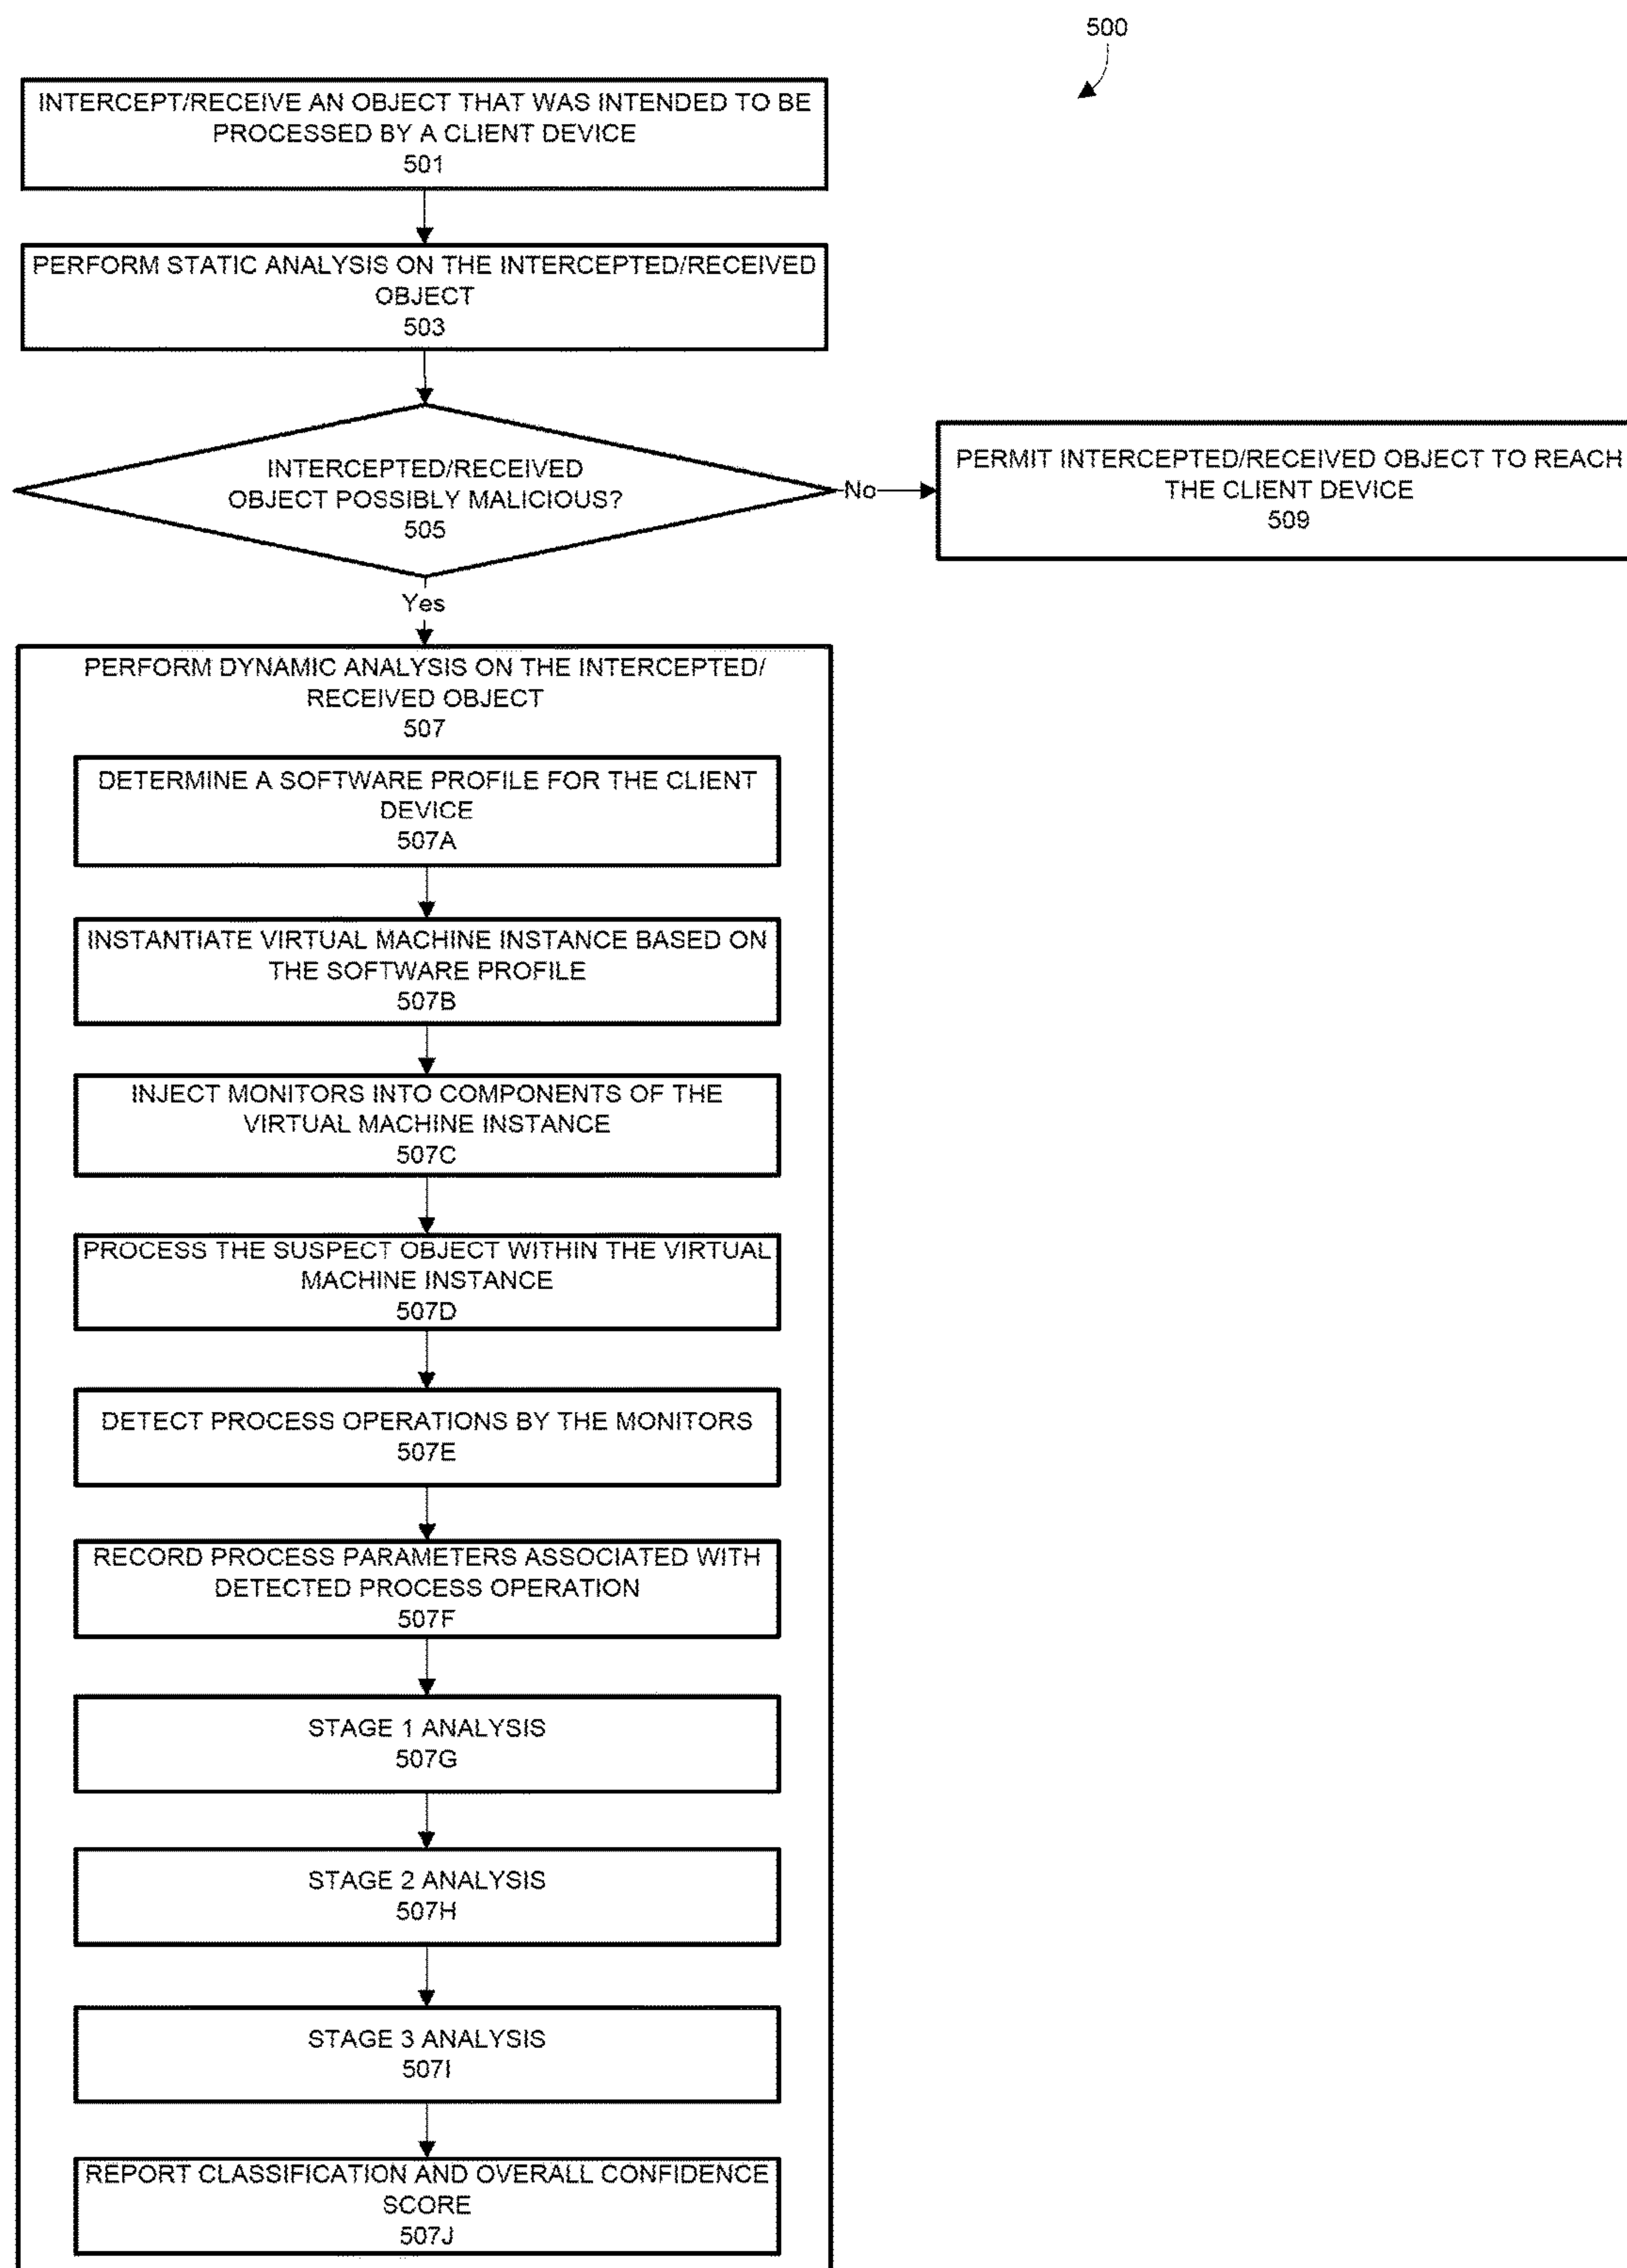 500
INTERCEPT/RECEIVE AN OBJECT THAT WAS INTENDED TO BE
PROCESSED BY A CLIENT DEVICE
501
PERFORM STATIC ANALYSIS ON THE INTERCEPTED/RECEIVED
OBJECT
503
INTERCEPTED/RECEIVED
OBJECT POSSIBLY MALICIOUS?
505
No
PERMIT INTERCEPTED/RECEIVED OBJECT TO REACH
THE CLIENT DEVICE
509
Yes
PERFORM DYNAMIC ANALYSIS ON THE INTERCEPTED/
RECEIVED OBJECT
507
DETERMINE A SOFTWARE PROFILE FOR THE CLIENT
DEVICE
507A
INSTANTIATE VIRTUAL MACHINE INSTANCE BASED ON
THE SOFTWARE PROFILE
507B
INJECT MONITORS INTO COMPONENTS OF THE
VIRTUAL MACHINE INSTANCE
507C
PROCESS THE SUSPECT OBJECT WITHIN THE VIRTUAL
MACHINE INSTANCE
507D
DETECT PROCESS OPERATIONS BY THE MONITORS
507E
RECORD PROCESS PARAMETERS ASSOCIATED WITH
DETECTED PROCESS OPERATION
507F
STAGE 1 ANALYSIS
507G
STAGE 2 ANALYSIS
507H
STAGE 3 ANALYSIS
507I
REPORT CLASSIFICATION AND OVERALL CONFIDENCE
SCORE
507J